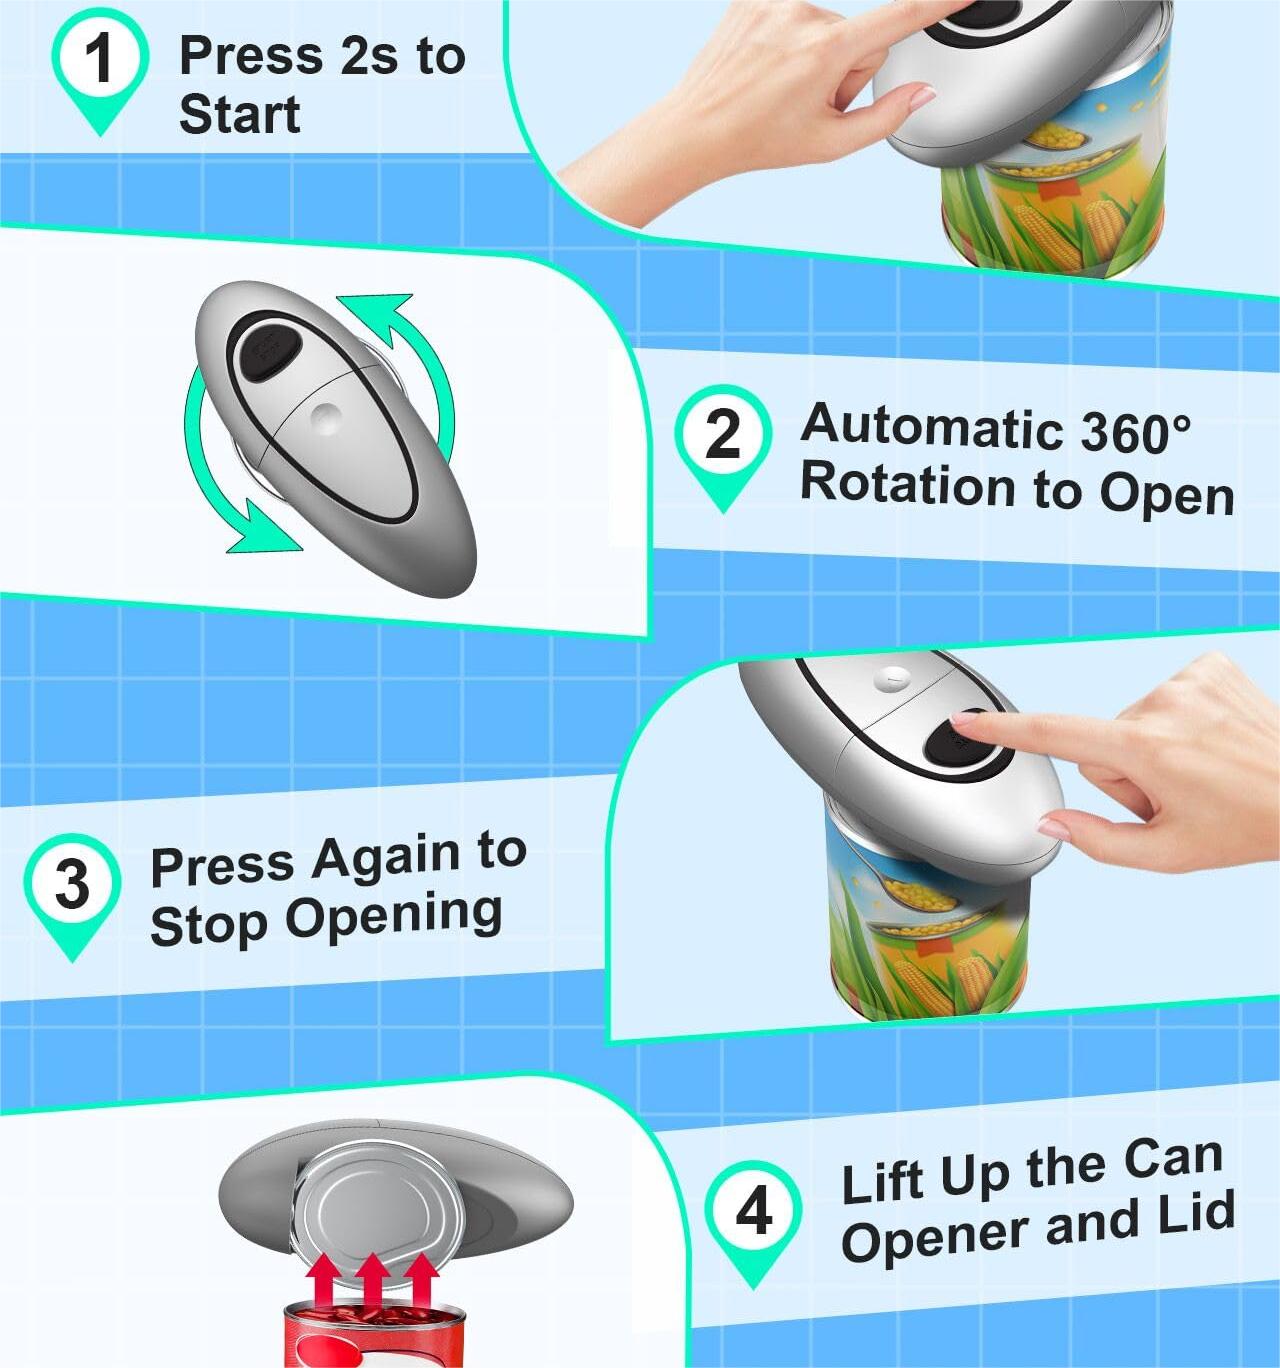 1
Press 2s to
Start
2
Automatic 360°
Rotation to Open
3
Press Again to
Stop Opening
4
Lift Up the Can
Opener and Lid